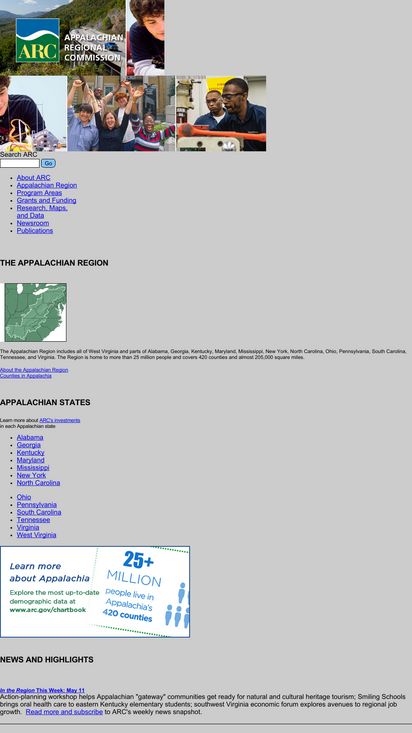 ARC
APPALACHIAN
REGIONAL
COMMISSION
Search ARC
Go
About ARC
Appalachian Region
Program Areas
Grants and Funding
Research, Maps,
and Data
Newsroom
Publications
THE APPALACHIAN REGION
The Appalachian Region includes all of West Virginia and parts of Alabama, Georgia, Kentucky, Maryland, Mississippi, New York, North Carolina, Ohio, Pennsylvania, South Carolina,
Tennessee, and Virginia. The Region is home to more than 25 million people and covers 420 counties and almost 205,000 square miles.
About the Appalachian Region
Counties in Appalachia
APPALACHIAN STATES
Learn more about ARC's investments
in each Appalachian state
Alabama
Georgia
Kentucky
Maryland
Mississippi
New York
North Carolina
Ohio
Pennsylvania
South Carolina
Tennessee
Virginia
West Virginia
Learn more
about Appalachia
Explore the most up-to-date
demographic data at
www.arc.gov/chartbook
25+
MILLION
people live in
Appalachia's
420 counties
NEWS AND HIGHLIGHTS
In the Region This Week: May 11
Action-planning workshop helps Appalachian "gateway" communities get ready for natural and cultural heritage tourism; Smiling Schools
brings oral health care to eastern Kentucky elementary students; southwest Virginia economic forum explores avenues to regional job
growth. Read more and subscribe to ARC's weekly news snapshot.